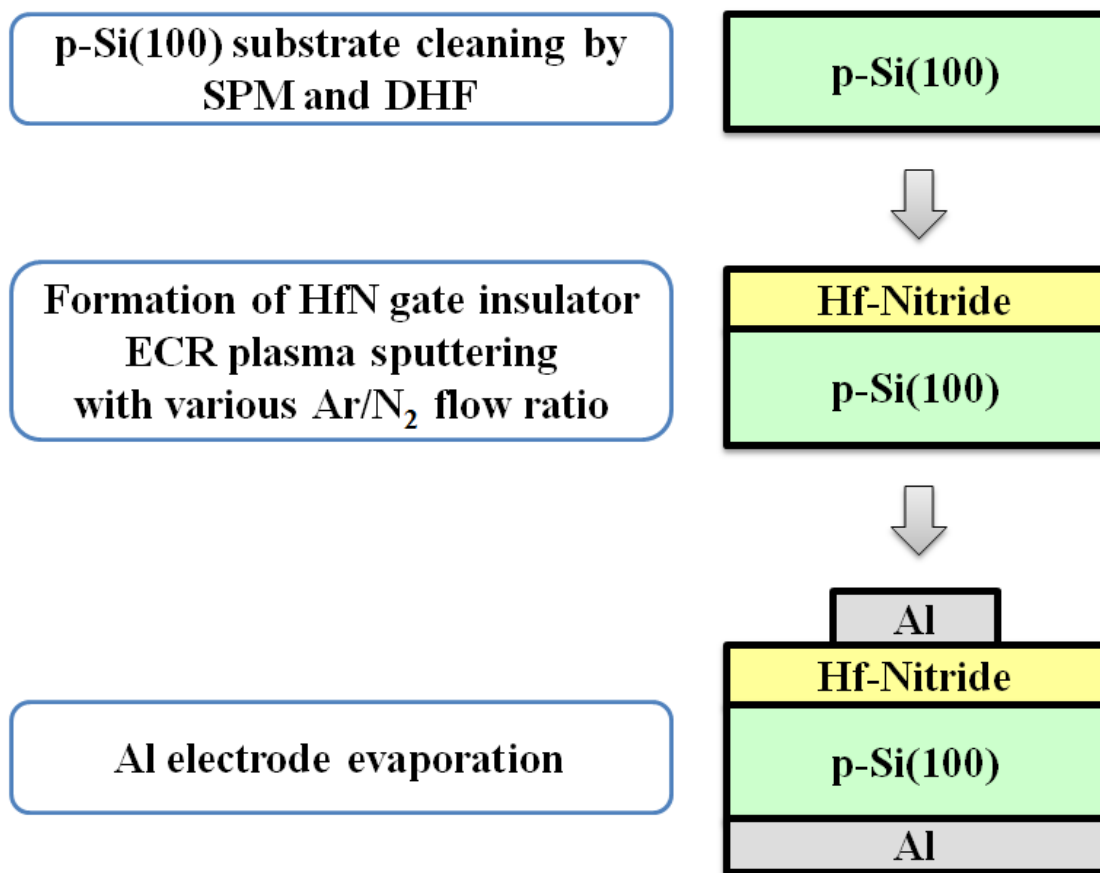 p-Si(100) substrate cleaning by
SPM and DHF
p-Si(100)
Formation of HfN gate insulator
ECR plasma sputtering
with various Ar/N₂ flow ratio
Hf-Nitride
p-Si(100)
Al electrode evaporation
Al
Hf-Nitride
p-Si(100)
Al